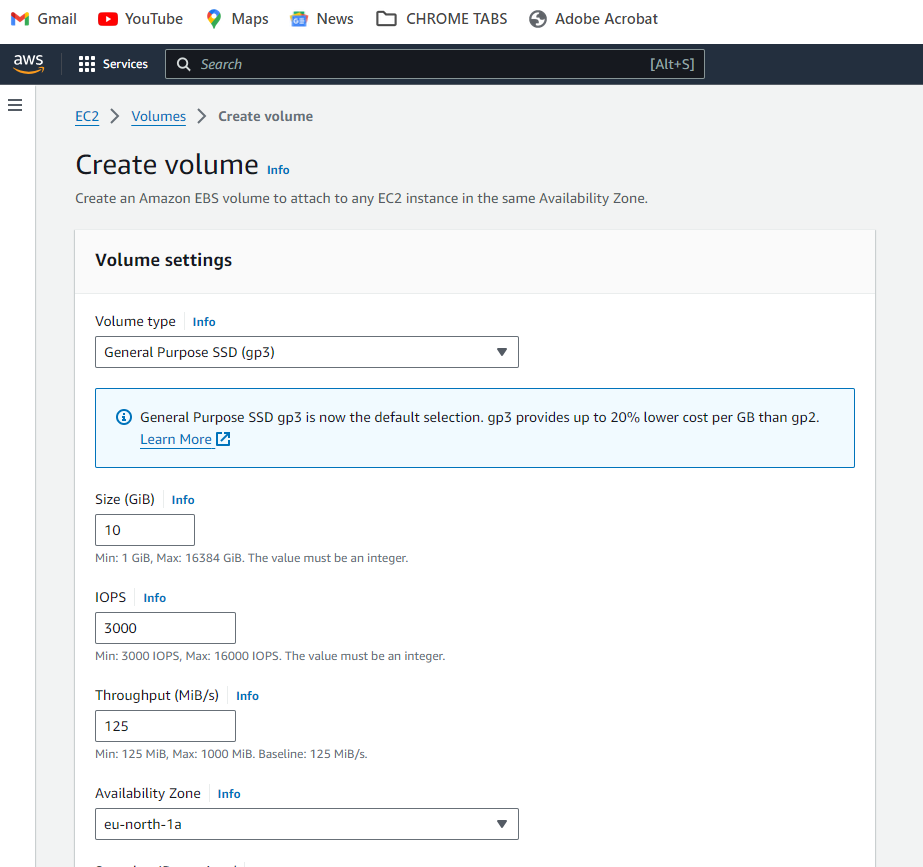 Gmail YouTube Maps News CHROME TABS Adobe Acrobat
aws Services Search [Alt+S]
EC2 Volumes Create volume
Create volume Info
Create an Amazon EBS volume to attach to any EC2 instance in the same Availability Zone.
Volume settings
Volume type Info
General Purpose SSD (gp3)
General Purpose SSD gp3 is now the default selection. gp3 provides up to 20% lower cost per GB than gp2.
Learn More
Size (GiB) Info
10
Min: 1 GiB, Max: 16384 GiB. The value must be an integer.
IOPS Info
3000
Min: 3000 IOPS, Max: 16000 IOPS. The value must be an integer.
Throughput (MiB/s) Info
125
Min: 125 MiB, Max: 1000 MiB. Baseline: 125 MiB/s.
Availability Zone Info
eu-north-1a